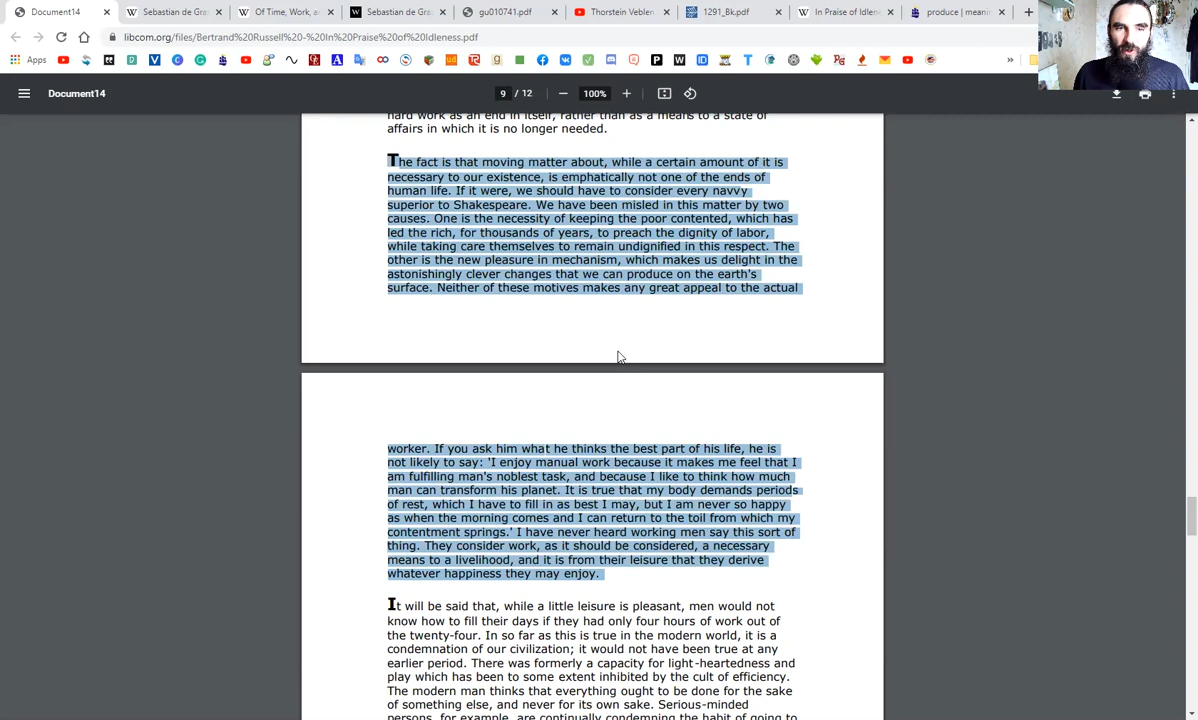 Document14
Sebastian de Gra
Of Time, Work, a
Sebastian de Gra
gu010741.pdf
Thorstein Veblen
1291_Bk.pdf
In Praise of Idlene
produce | meanin
libcom.org/files/Bertrand%20Russell%20-%20In%20Praise%20of%20Idleness.pdf
Apps
Document14
9 / 12
100%
hard work as an end in itself, rather than as a means to a state of
affairs in which it is no longer needed.
The fact is that moving matter about, while a certain amount of it is
necessary to our existence, is emphatically not one of the ends of
human life. If it were, we should have to consider every navvy
superior to Shakespeare. We have been misled in this matter by two
causes. One is the necessity of keeping the poor contented, which has
led the rich, for thousands of years, to preach the dignity of labor,
while taking care themselves to remain undignified in this respect. The
other is the new pleasure in mechanism, which makes us delight in the
astonishingly clever changes that we can produce on the earth's
surface. Neither of these motives makes any great appeal to the actual
worker. If you ask him what he thinks the best part of his life, he is
not likely to say: 'I enjoy manual work because it makes me feel that I
am fulfilling man's noblest task, and because I like to think how much
man can transform his planet. It is true that my body demands periods
of rest, which I have to fill in as best I may, but I am never so happy
as when the morning comes and I can return to the toil from which my
contentment springs.' I have never heard working men say this sort of
thing. They consider work, as it should be considered, a necessary
means to a livelihood, and it is from their leisure that they derive
whatever happiness they may enjoy.
It will be said that, while a little leisure is pleasant, men would not
know how to fill their days if they had only four hours of work out of
the twenty-four. In so far as this is true in the modern world, it is a
condemnation of our civilization; it would not have been true at any
earlier period. There was formerly a capacity for light-heartedness and
play which has been to some extent inhibited by the cult of efficiency.
The modern man thinks that everything ought to be done for the sake
of something else, and never for its own sake. Serious-minded
persons, for example, are continually condemning the habit of going to